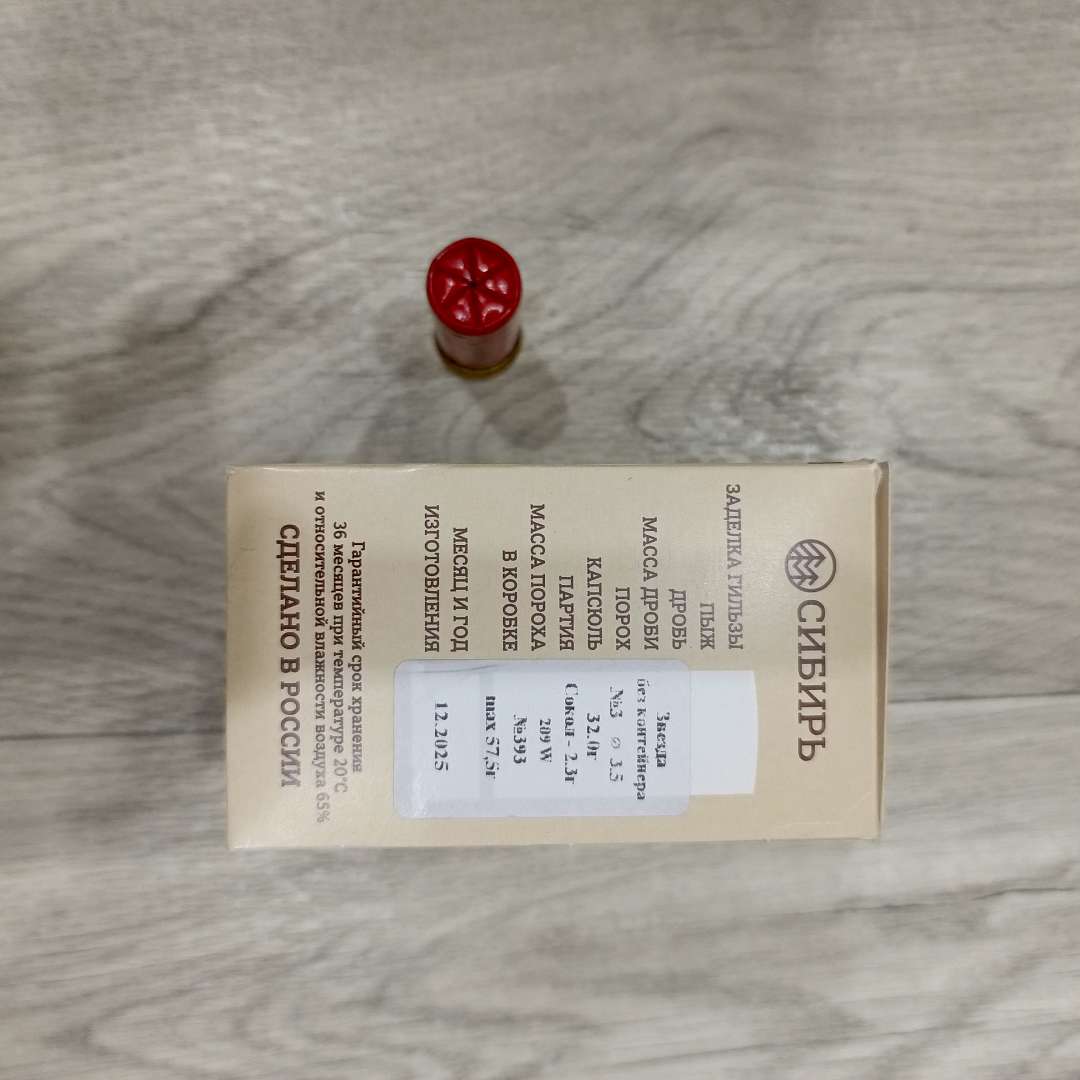 СИБИРЬ
ЗАДЕЛКА ГИЛЬЗЫ
ПЫЖ
ДРОБЬ
МАССА ДРОБИ
ПОРОХ
КАПСЮЛЬ
ПАРТИЯ
МАССА ПОРОХА
В КОРОБКЕ
МЕСЯЦ И ГОД
ИЗГОТОВЛЕНИЯ
Звезда
без контейнера
№3 ⌀ 3.5
32.0г
Сокол - 2.3г
209 W
№393
max 57,5г
12.2025
Гарантийный срок хранения
36 месяцев при температуре 20°С
и относительной влажности воздуха 65%
СДЕЛАНО В РОССИИ